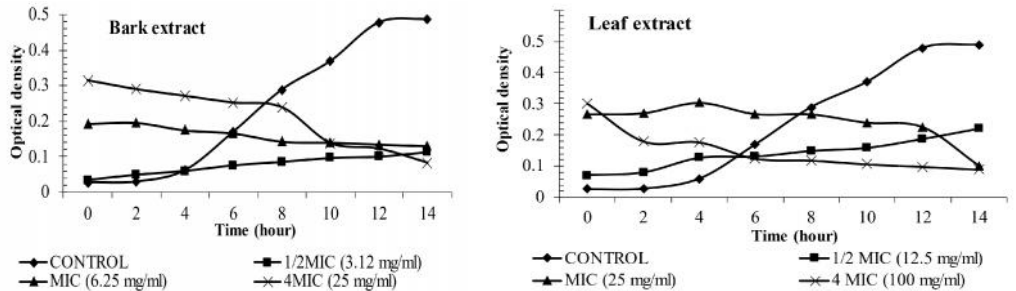 Bark extract
Optical density
0.5
0.4
0.3
0.2
0.1
0
0 2 4 6 8 10 12 14
Time (hour)
CONTROL 1/2MIC (3.12 mg/ml)
MIC (6.25 mg/ml) 4MIC (25 mg/ml)
Leaf extract
Optical density
0.5
0.4
0.3
0.2
0.1
0
0 2 4 6 8 10 12 14
Time (hour)
CONTROL 1/2 MIC (12.5 mg/ml)
MIC (25 mg/ml) 4 MIC (100 mg/ml)